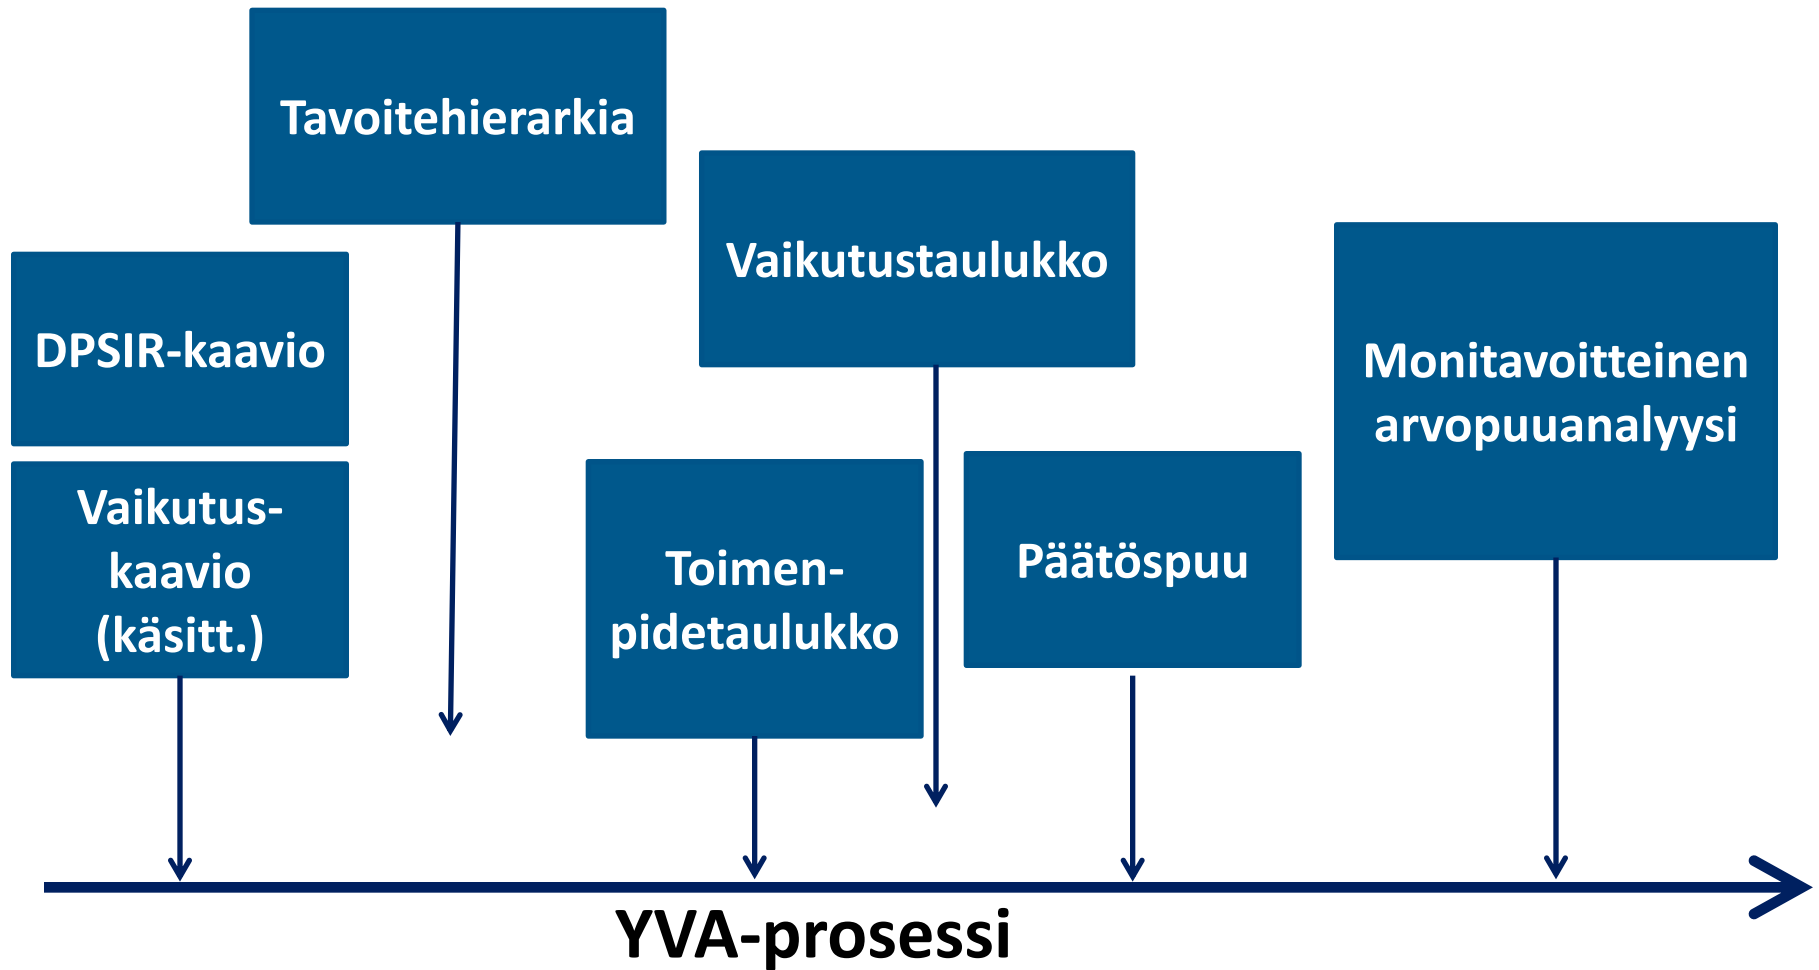 Tavoitehierarkia
Vaikutustaulukko
DPSIR-kaavio
Monitavoitteinen
arvopuuanalyysi
Vaikutus-
kaavio
(käsitt.)
Toimen-
pidetaulukko
Päätöspuu
YVA-prosessi